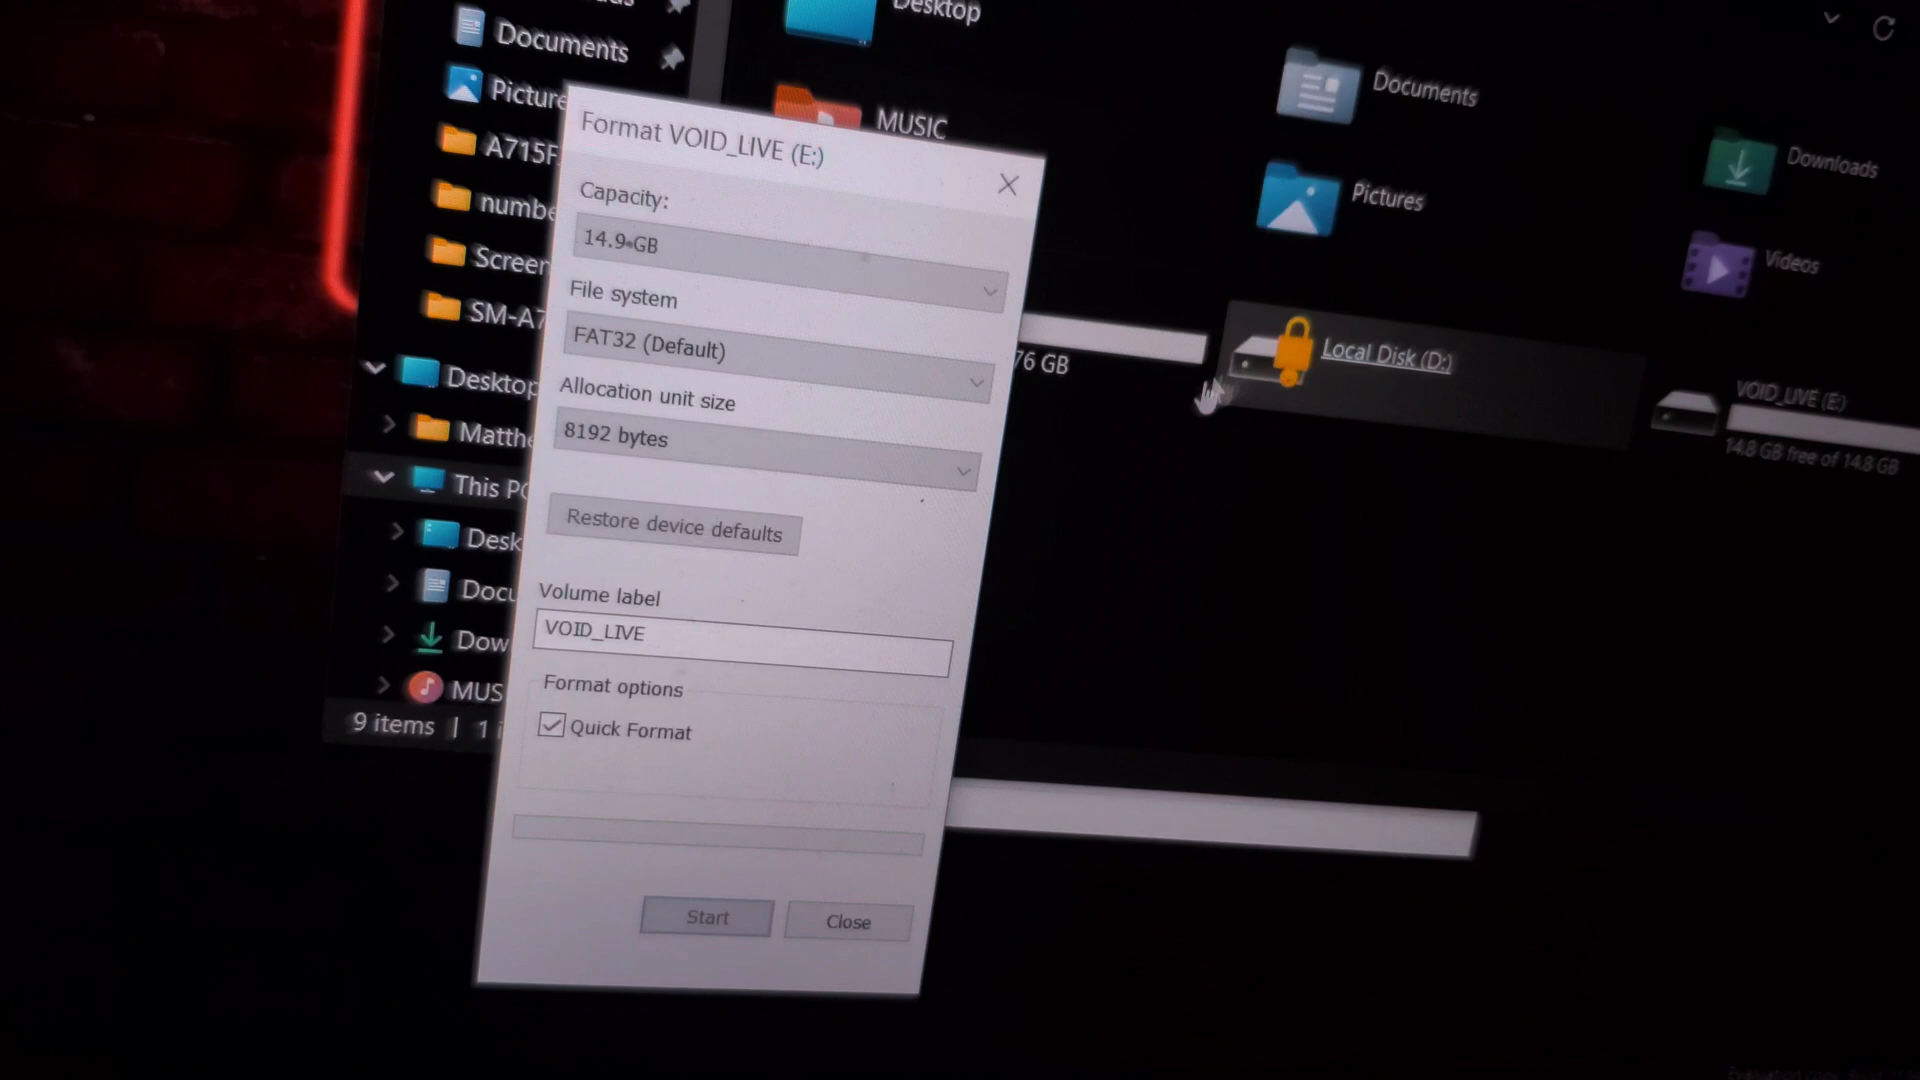 Documents
Picture
A715F
numbe
Screen
SM-A7
Desktop
Matthe
This PC
Desk
Docu
Dow
MUS
9 items | 1
Desktop
MUSIC
Documents
Pictures
Downloads
Videos
76 GB
Local Disk (D:)
VOID_LIVE (E:)
14.8 GB free of 14.8 GB
Format VOID_LIVE (E:)
Capacity:
14.9 GB
File system
FAT32 (Default)
Allocation unit size
8192 bytes
Restore device defaults
Volume label
VOID_LIVE
Format options
Quick Format
Start
Close